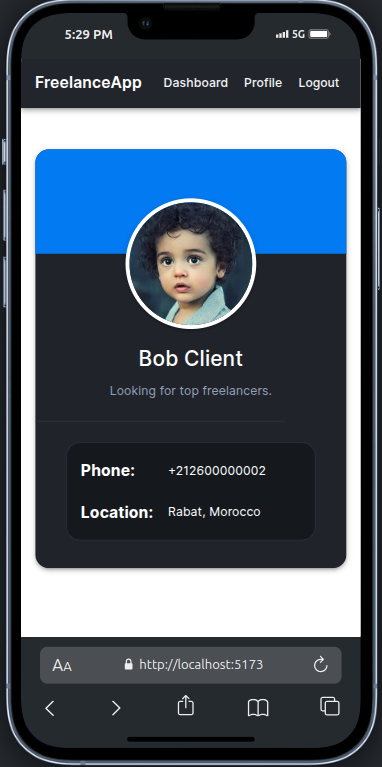 5:29 PM 5G
FreelanceApp Dashboard Profile Logout
Bob Client
Looking for top freelancers.
Phone: +212600000002
Location: Rabat, Morocco
AA http://localhost:5173